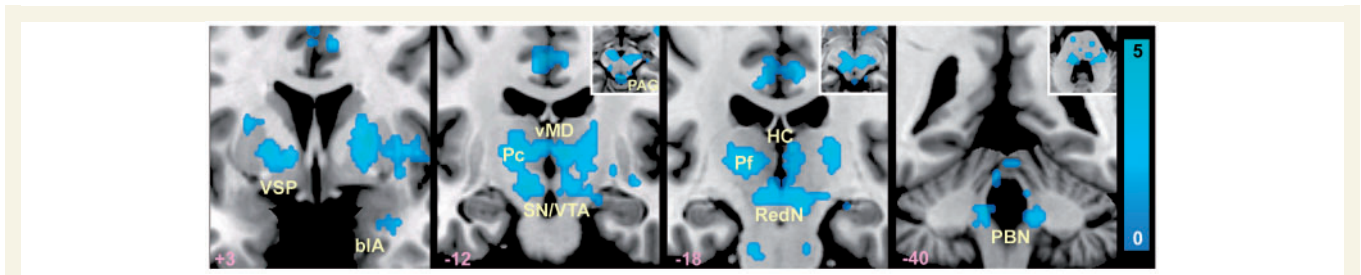 VSP
blA
+3
vMD
Pc
SN/VTA
PAG
-12
HC
Pf
RedN
-18
PBN
-40
5
0